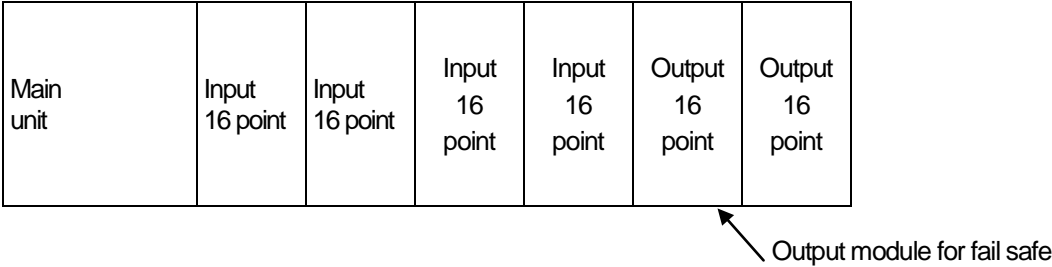 Main
unit
Input
16 point
Input
16 point
Input
16
point
Input
16
point
Output
16
point
Output
16
point
Output module for fail safe